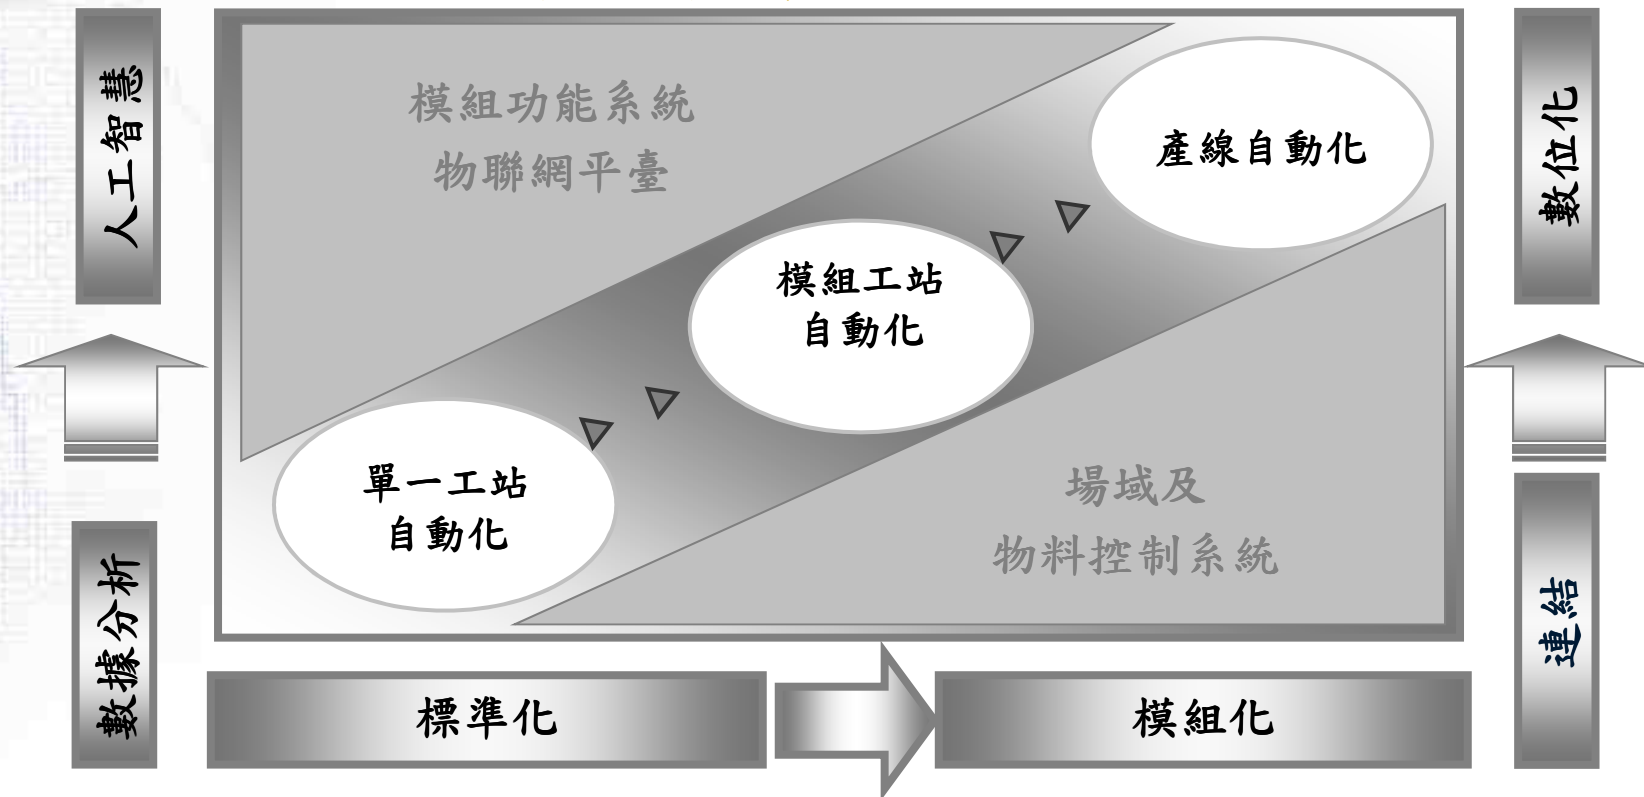 人工智慧
模組功能系統
物聯網平臺
產線自動化
數位化
模組工站
自動化
單一工站
自動化
場域及
物料控制系統
數據分析
連結
標準化
模組化